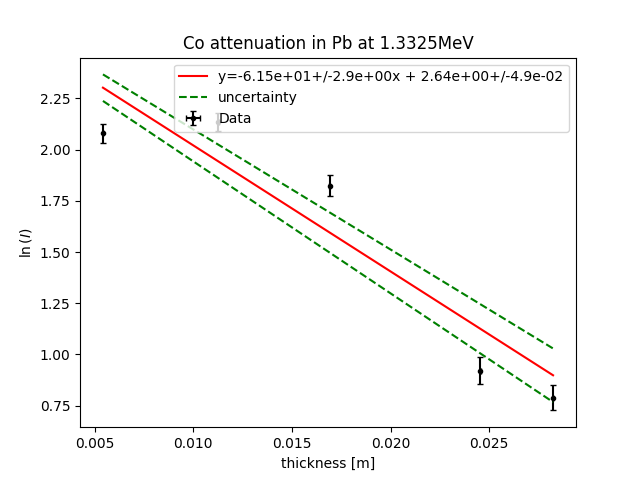 Co attenuation in Pb at 1.3325MeV
y=-6.15e+01+/-2.9e+00x + 2.64e+00+/-4.9e-02
uncertainty
Data
ln (I)
2.25
2.00
1.75
1.50
1.25
1.00
0.75
0.005 0.010 0.015 0.020 0.025
thickness [m]